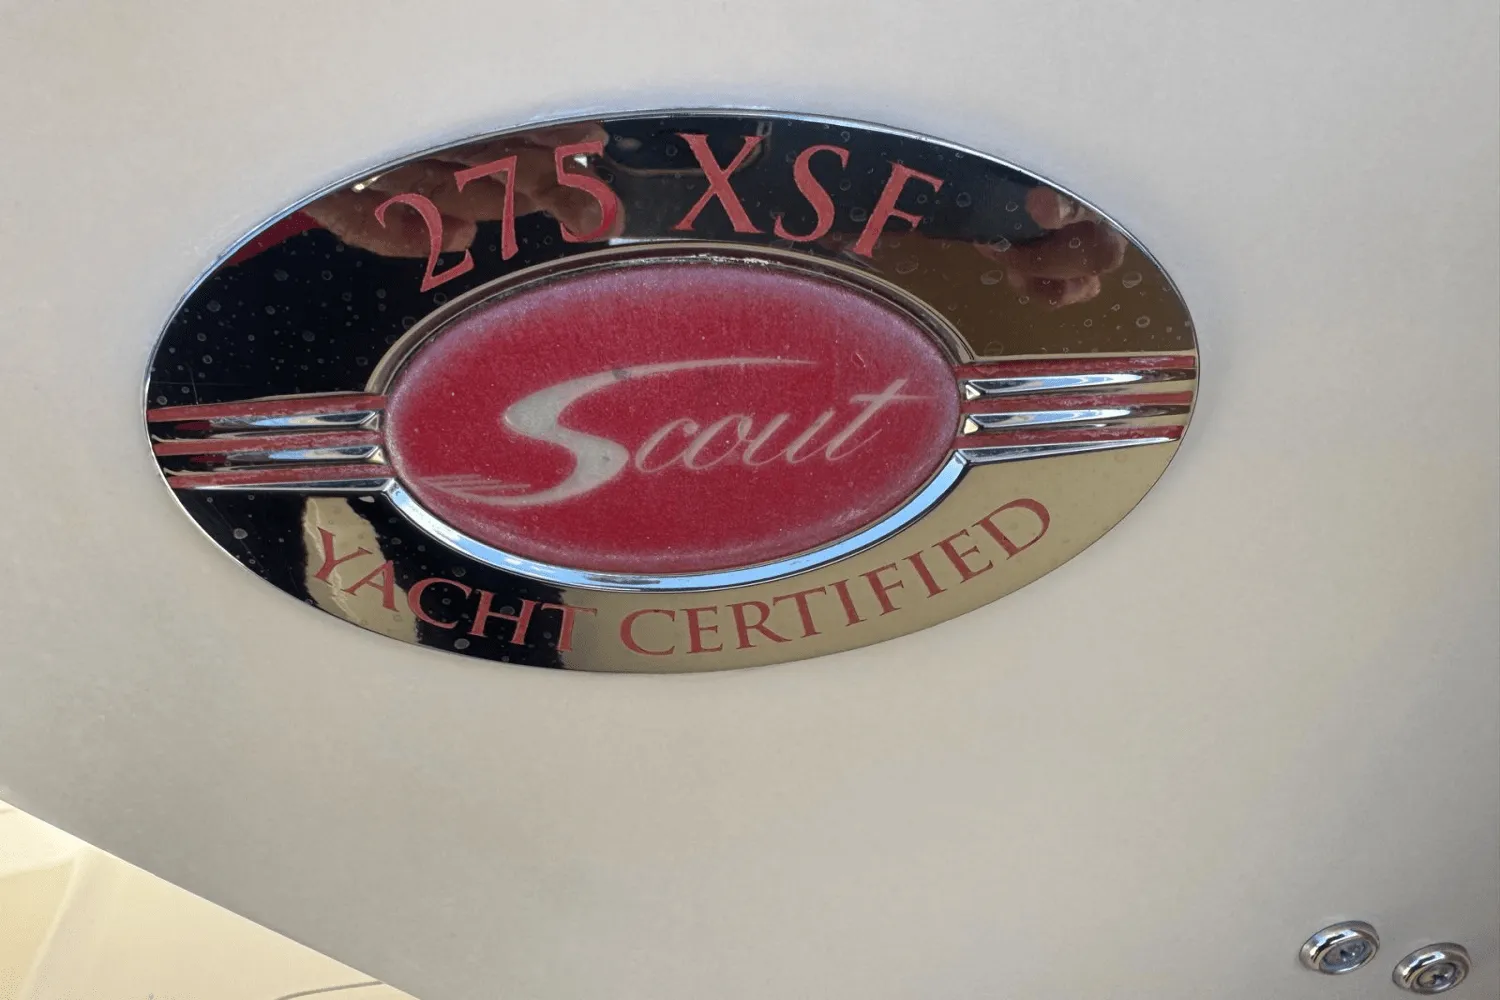 275 XSF
Scout
YACHT CERTIFIED